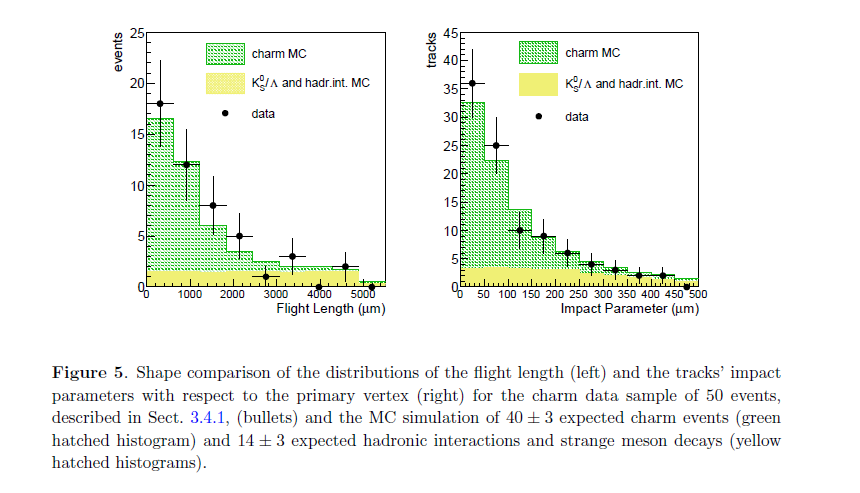 events
25
20
15
10
5
0
charm MC
K⁰S/Λ and hadr.int. MC
data
0 1000 2000 3000 4000 5000
Flight Length (μm)
tracks
45
40
35
30
25
20
15
10
5
0
charm MC
K⁰S/Λ and hadr.int. MC
data
0 50 100 150 200 250 300 350 400 450 500
Impact Parameter (μm)
Figure 5. Shape comparison of the distributions of the flight length (left) and the tracks' impact
parameters with respect to the primary vertex (right) for the charm data sample of 50 events,
described in Sect. 3.4.1, (bullets) and the MC simulation of 40 ± 3 expected charm events (green
hatched histogram) and 14 ± 3 expected hadronic interactions and strange meson decays (yellow
hatched histograms).